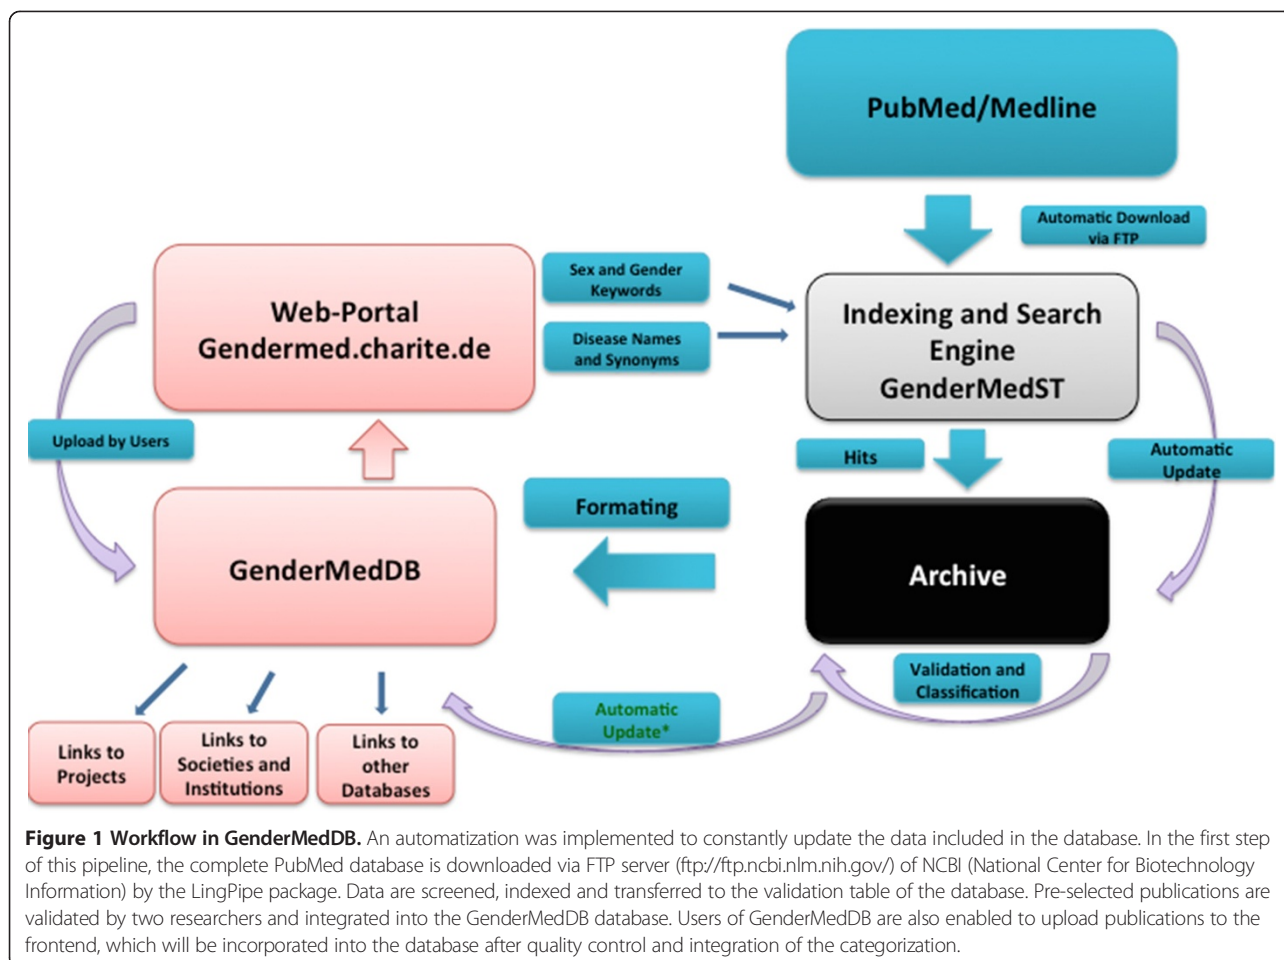 PubMed/Medline
Automatic Download
via FTP
Sex and Gender
Keywords
Web-Portal
Gendermed.charite.de
Disease Names
and Synonyms
Indexing and Search
Engine
GenderMedST
Upload by Users
Hits
Automatic
Update
Formating
GenderMedDB
Archive
Validation and
Classification
Automatic
Update*
Links to
Projects
Links to
Societies and
Institutions
Links to
other
Databases
Figure 1 Workflow in GenderMedDB. An automatization was implemented to constantly update the data included in the database. In the first step
of this pipeline, the complete PubMed database is downloaded via FTP server (ftp://ftp.ncbi.nlm.nih.gov/) of NCBI (National Center for Biotechnology
Information) by the LingPipe package. Data are screened, indexed and transferred to the validation table of the database. Pre-selected publications are
validated by two researchers and integrated into the GenderMedDB database. Users of GenderMedDB are also enabled to upload publications to the
frontend, which will be incorporated into the database after quality control and integration of the categorization.